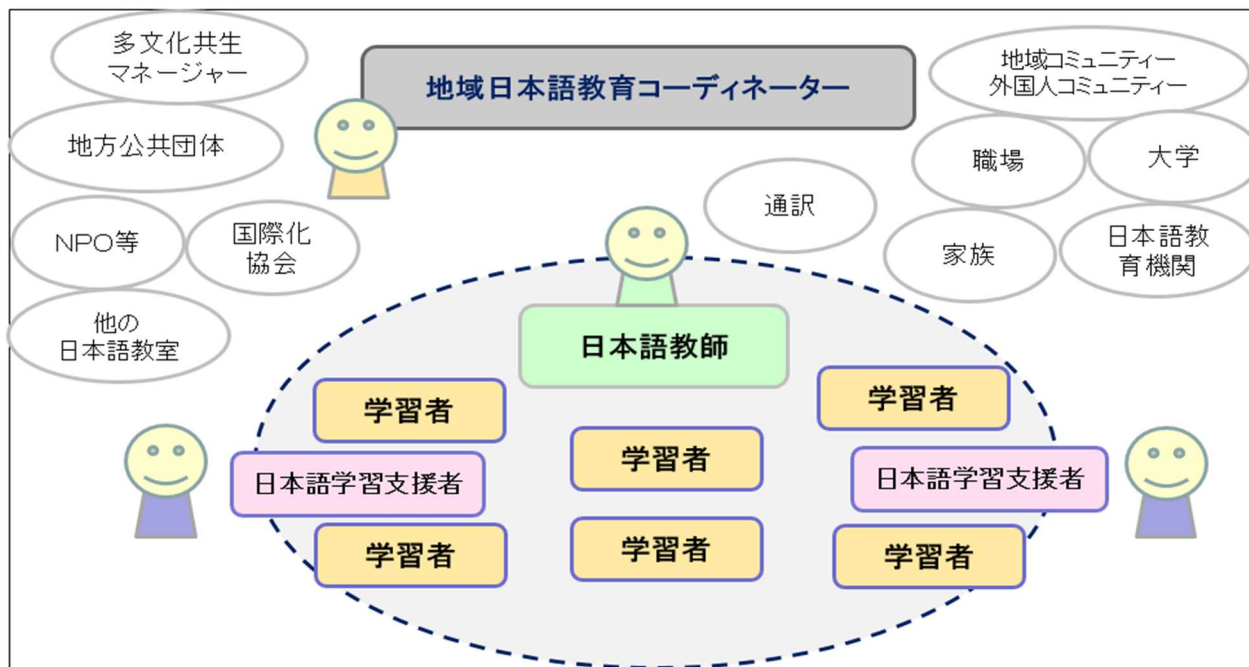 多文化共生
マネージャー
地域日本語教育コーディネーター
地域コミュニティー
外国人コミュニティー
地方公共団体
職場
大学
通訳
NPO等
国際化
協会
家族
日本語教
育機関
他の
日本語教室
日本語教師
学習者
学習者
学習者
日本語学習支援者
日本語学習支援者
学習者
学習者
学習者